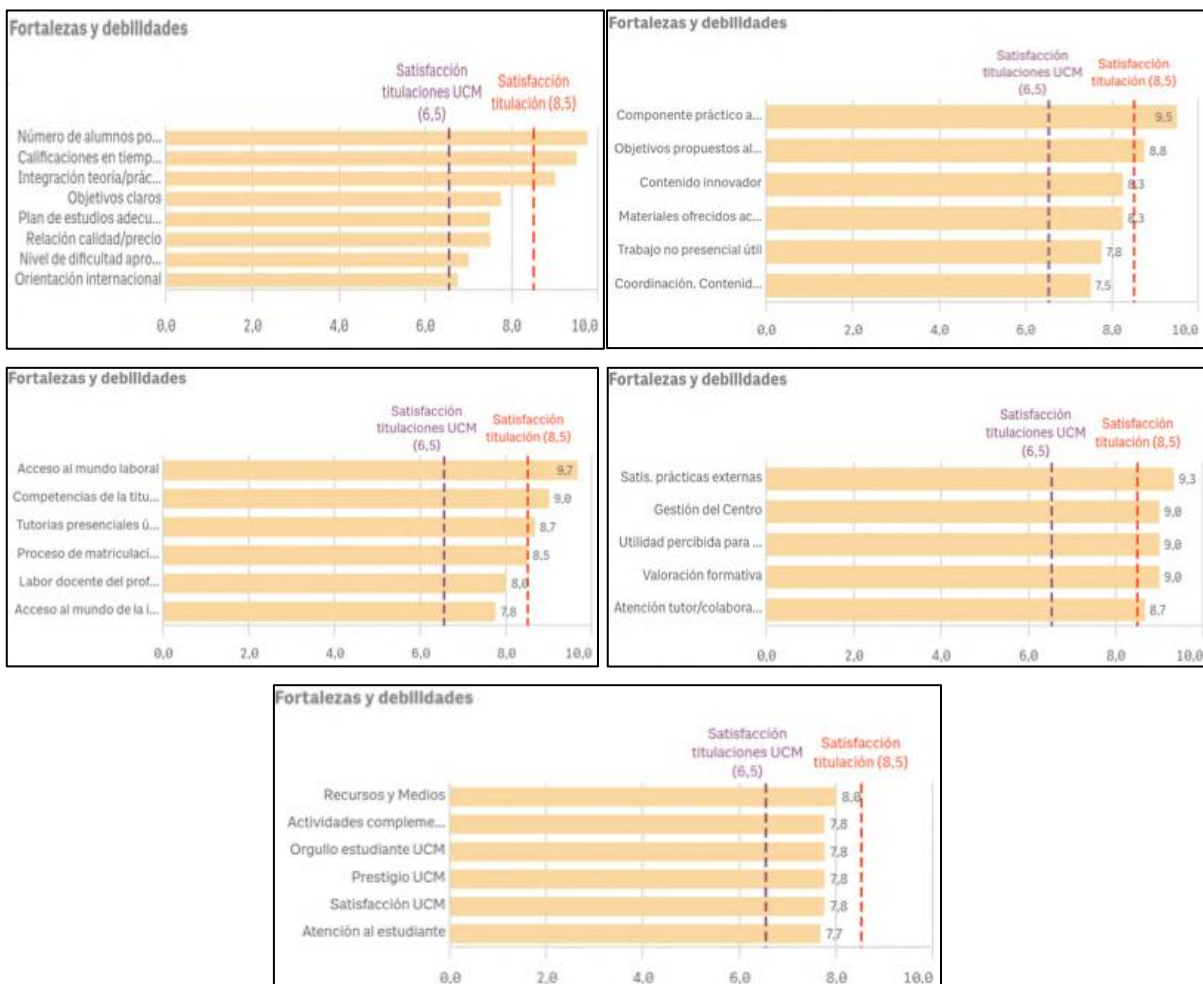 Fortalezas y debilidades
Satisfacción
titulaciones UCM
(6,5)
Satisfacción
titulación (8,5)
Número de alumnos po...
Calificaciones en tiemp...
Integración teoría/prác...
Objetivos claros
Plan de estudios adecu...
Relación calidad/precio
Nivel de dificultad apro...
Orientación internacional
0,0 2,0 4,0 6,0 8,0 10,0
Fortalezas y debilidades
Satisfacción
titulaciones UCM
(6,5)
Satisfacción
titulación (8,5)
Componente práctico a... 9,5
Objetivos propuestos al... 8,8
Contenido innovador 8,3
Materiales ofrecidos ac... 8,3
Trabajo no presencial útil 7,8
Coordinación. Contenid... 7,5
0,0 2,0 4,0 6,0 8,0 10,0
Fortalezas y debilidades
Satisfacción
titulaciones UCM
(6,5)
Satisfacción
titulación (8,5)
Acceso al mundo laboral 9,7
Competencias de la titu... 9,0
Tutorias presenciales ú... 8,7
Proceso de matriculaci... 8,5
Labor docente del prof... 8,0
Acceso al mundo de la i... 7,8
0,0 2,0 4,0 6,0 8,0 10,0
Fortalezas y debilidades
Satisfacción
titulaciones UCM
(6,5)
Satisfacción
titulación (8,5)
Satis. prácticas externas 9,3
Gestión del Centro 9,0
Utilidad percibida para ... 9,0
Valoración formativa 9,0
Atención tutor/colabora... 8,7
0,0 2,0 4,0 6,0 8,0 10,0
Fortalezas y debilidades
Satisfacción
titulaciones UCM
(6,5)
Satisfacción
titulación (8,5)
Recursos y Medios 8,0
Actividades compleme... 7,8
Orgullo estudiante UCM 7,8
Prestigio UCM 7,8
Satisfacción UCM 7,8
Atención al estudiante 7,7
0,0 2,0 4,0 6,0 8,0 10,0